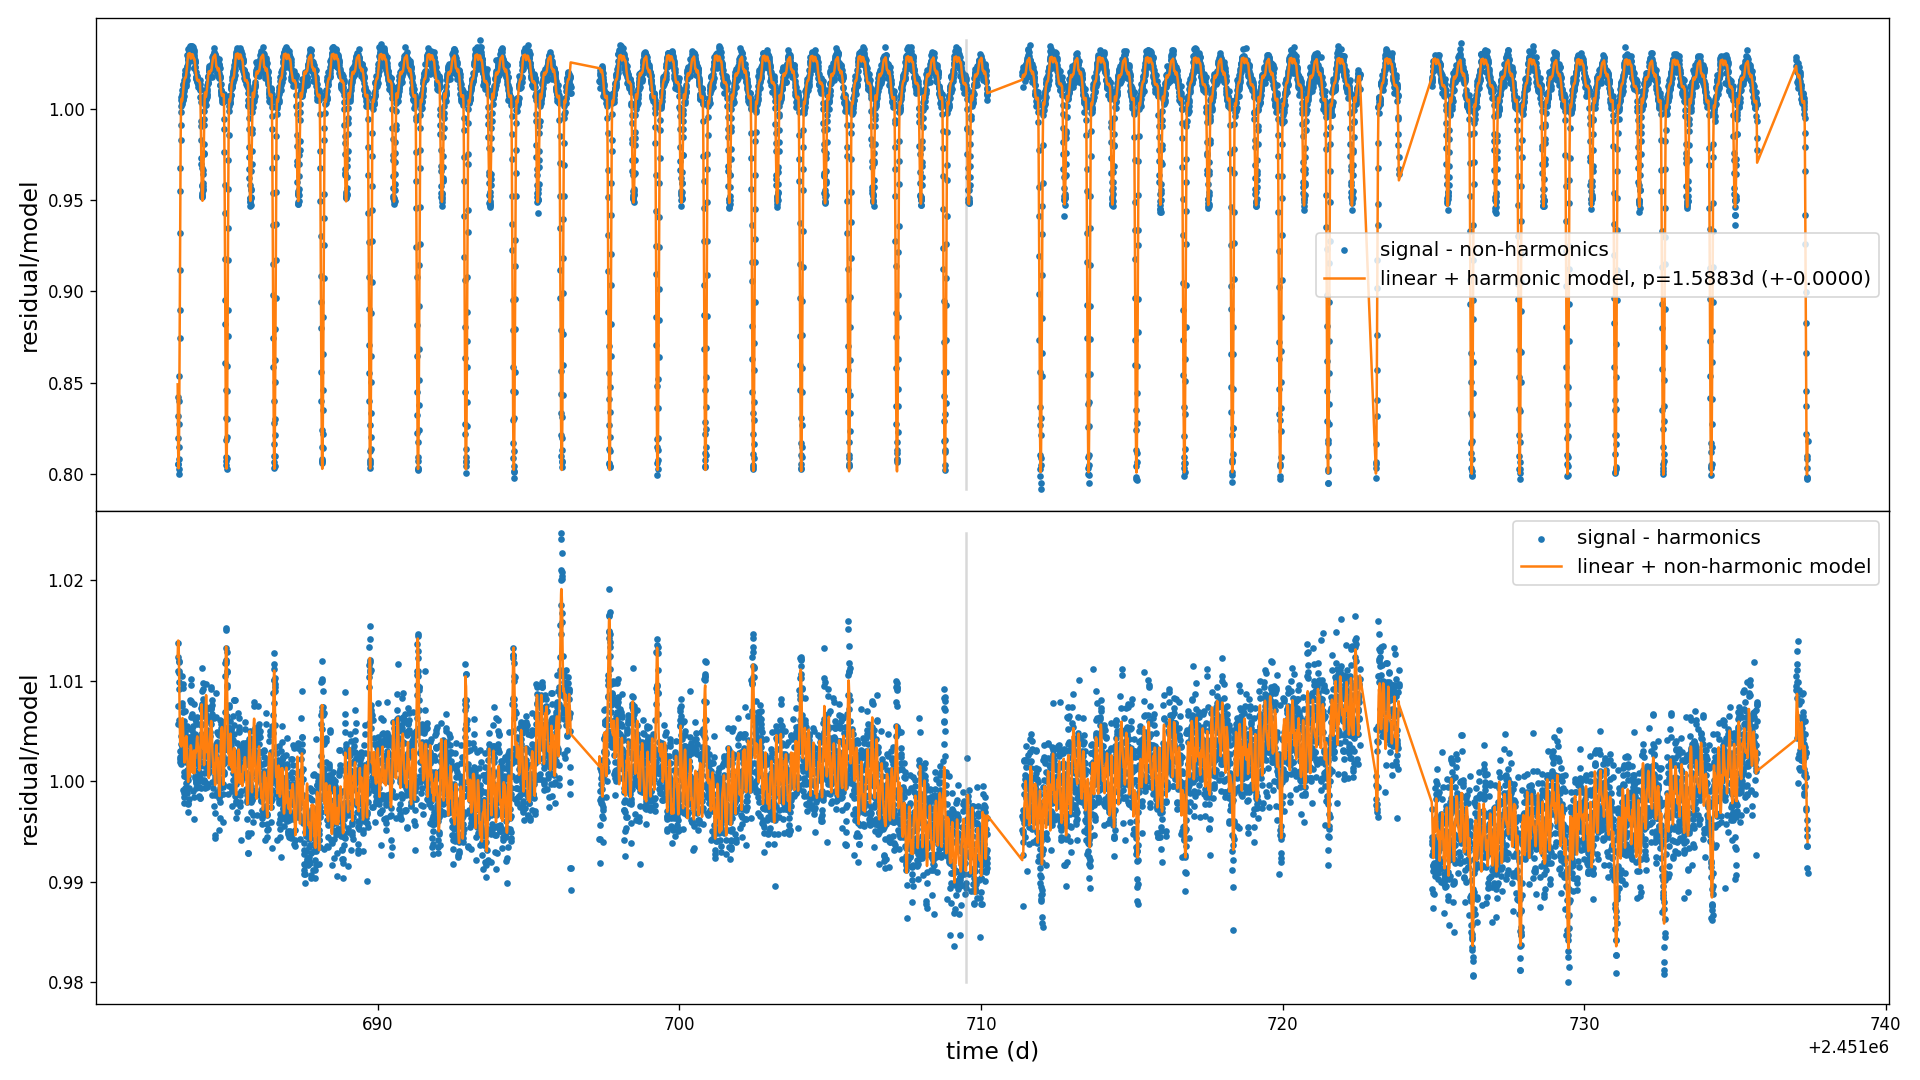 1.00
0.95
0.90
0.85
0.80
residual/model
signal - non-harmonics
linear + harmonic model, p=1.5883d (+-0.0000)
signal - harmonics
linear + non-harmonic model
1.02
1.01
1.00
0.99
0.98
residual/model
690 700 710 720 730 740
time (d)
+2.451e6